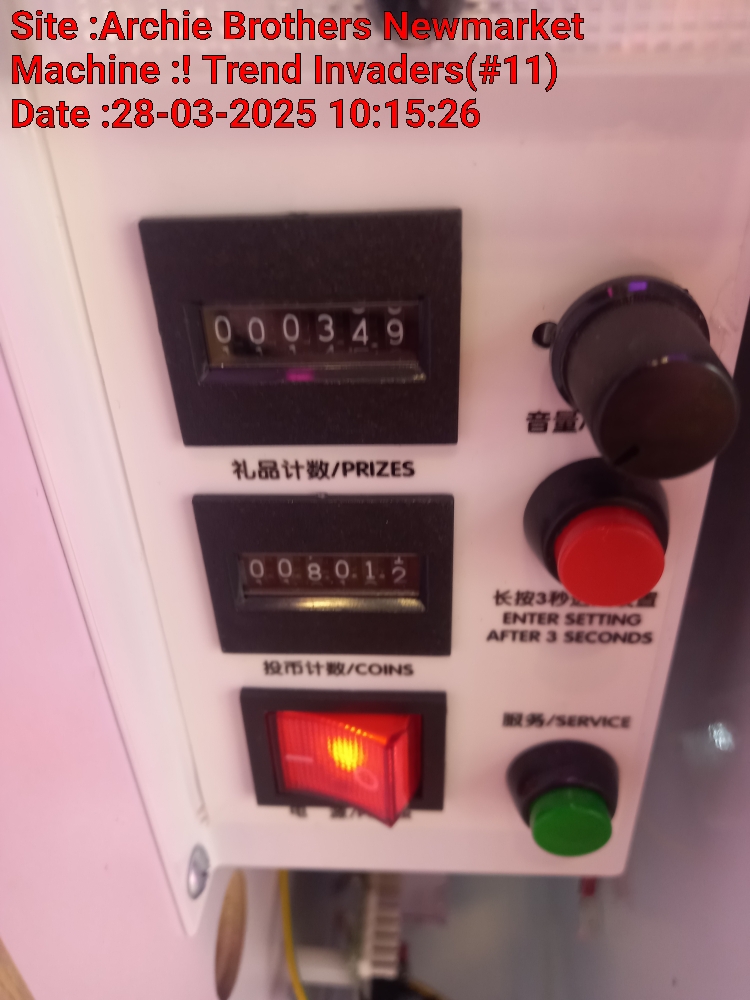 Site :Archie Brothers Newmarket
Machine :! Trend Invaders(#11)
Date :28-03-2025 10:15:26
000349
礼品计数/PRIZES
音量/
008012
长按3秒
ENTER SETTING
AFTER 3 SECONDS
投币计数/COINS
服务/SERVICE